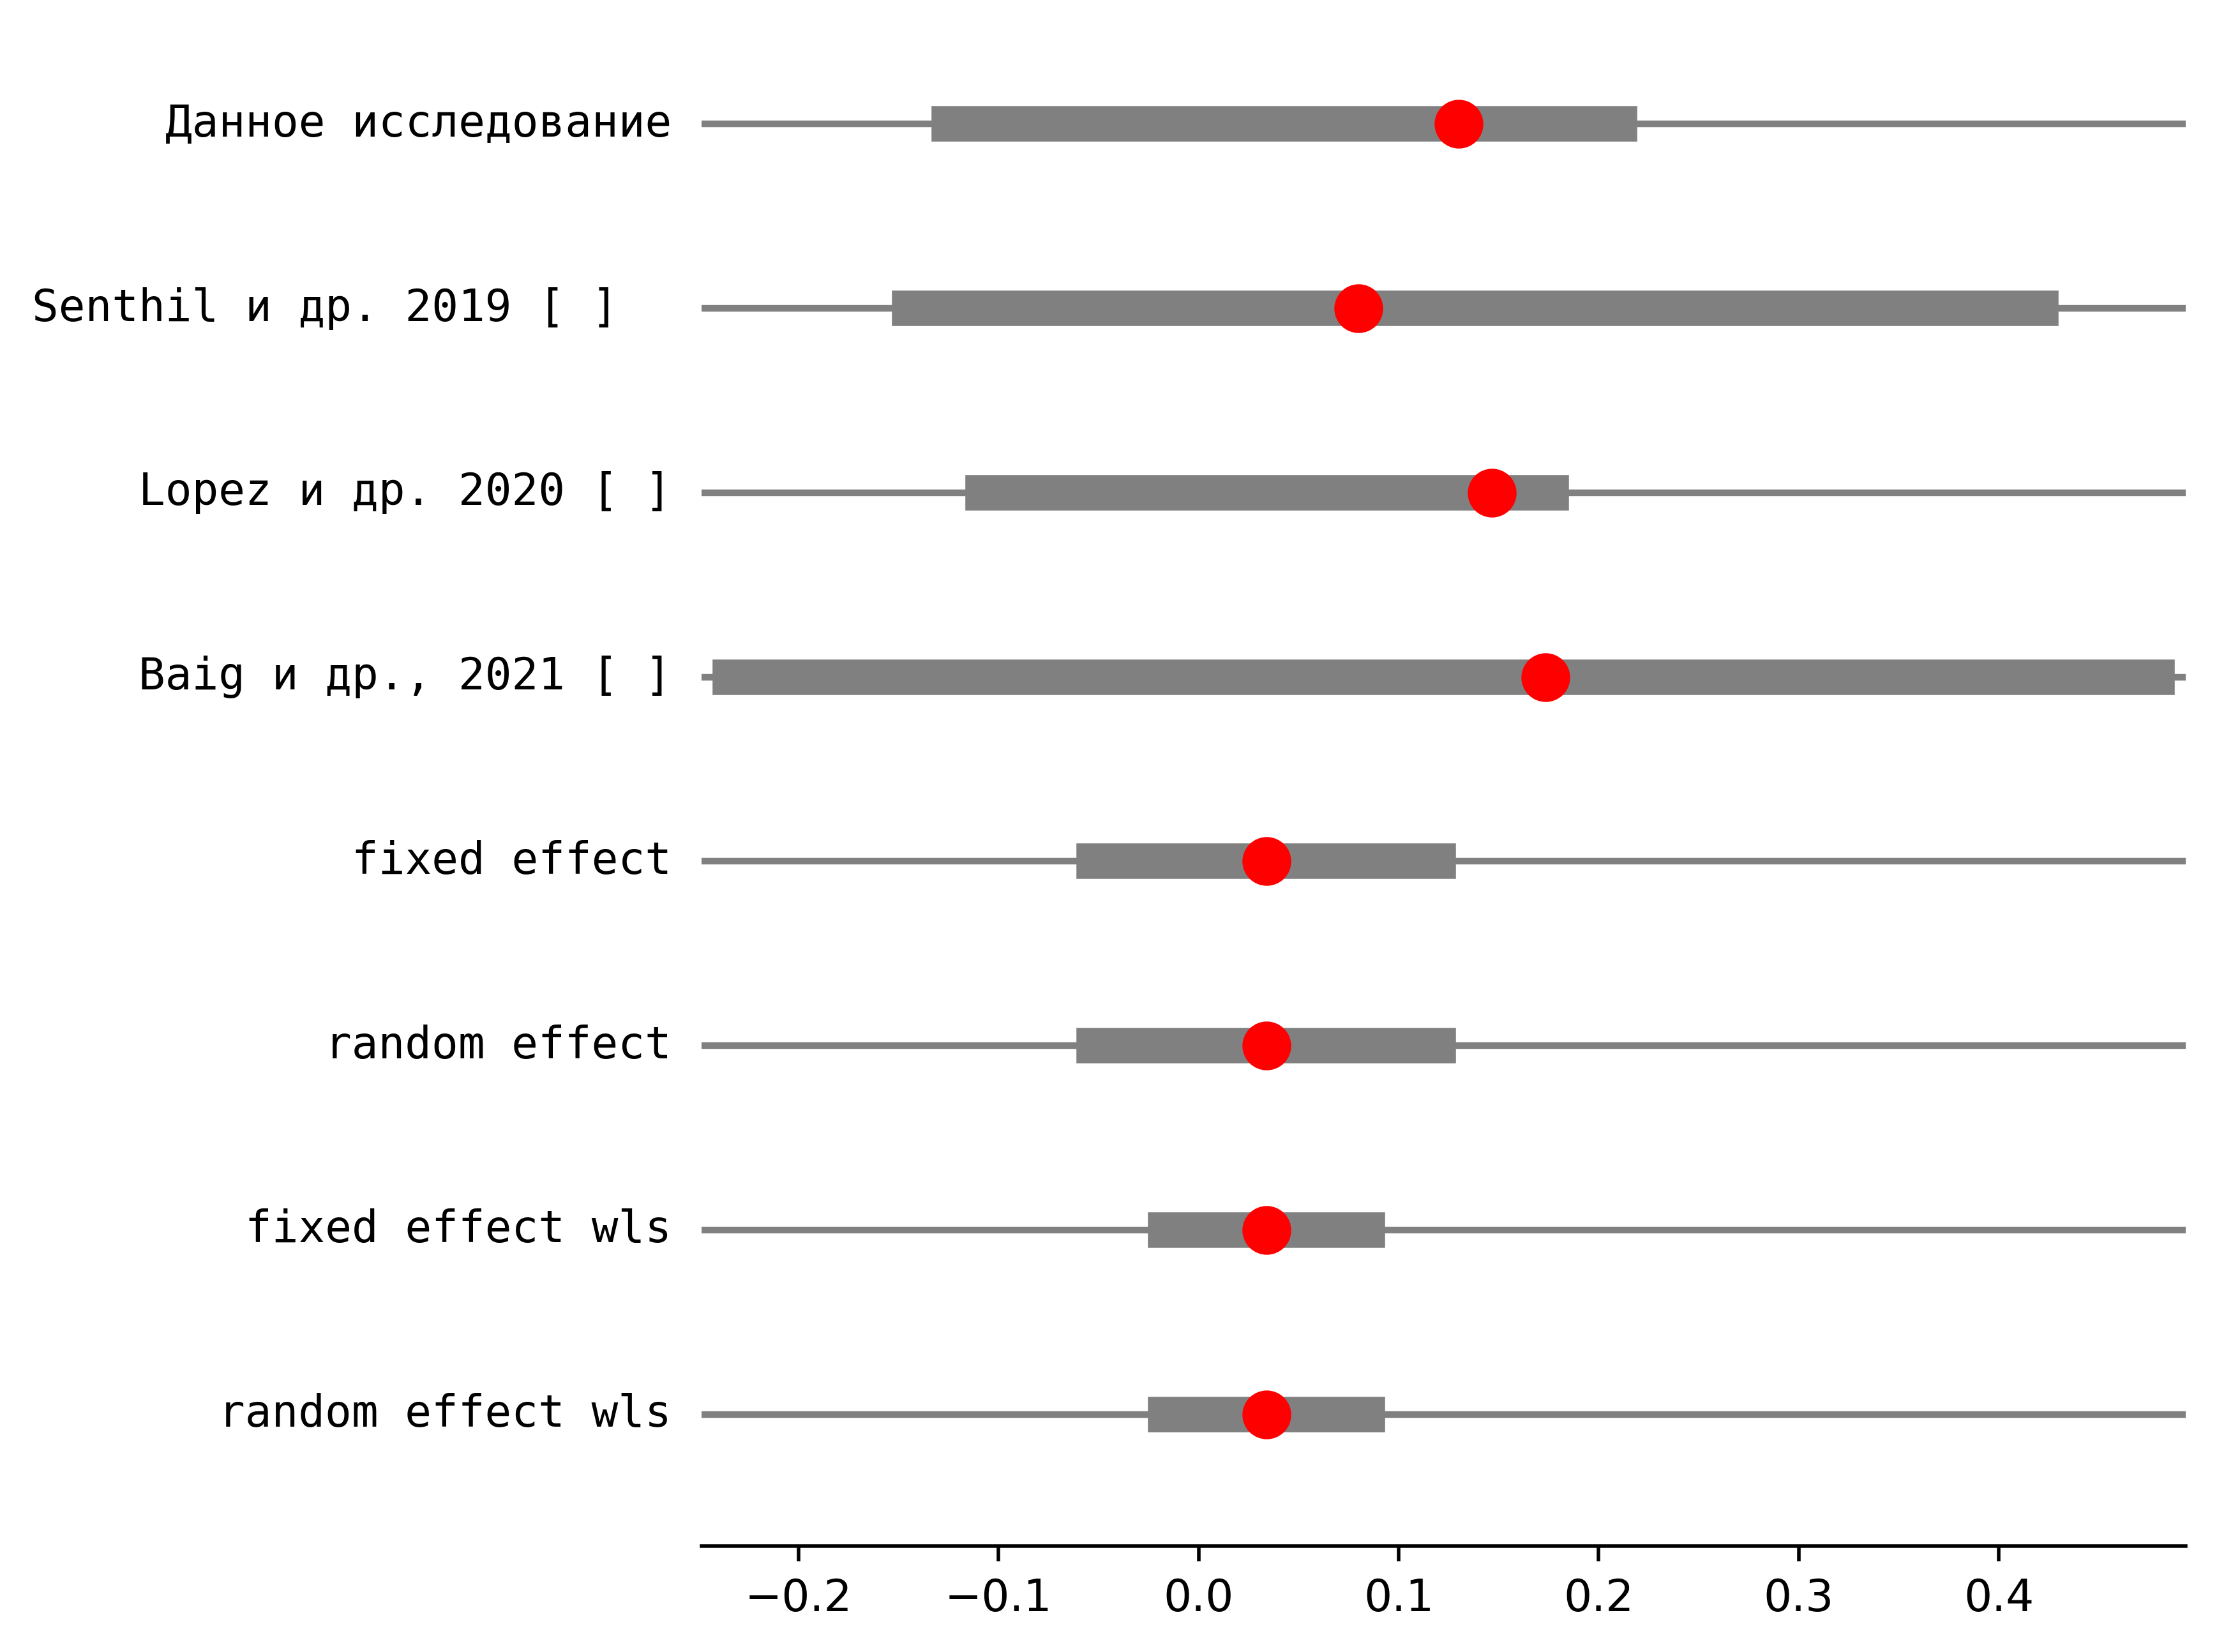 Данное исследование
Senthil и др. 2019 [ ]
Lopez и др. 2020 [ ]
Baig и др., 2021 [ ]
fixed effect
random effect
fixed effect wls
random effect wls
−0.2 −0.1 0.0 0.1 0.2 0.3 0.4